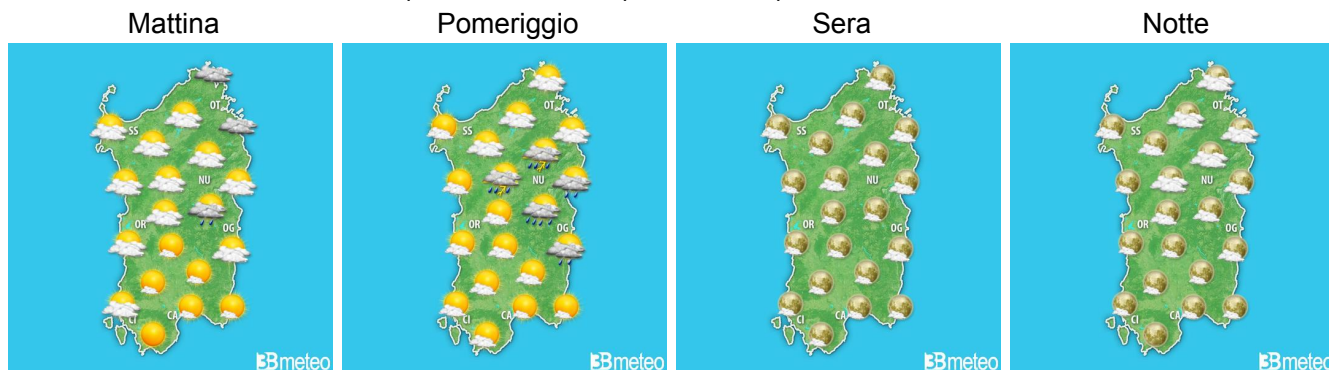 Mattina
Pomeriggio
Sera
Notte
OT
SS
NU
OR
OG
CA
CI
3Bmeteo
OT
SS
NU
OR
OG
CA
CI
3Bmeteo
OT
SS
NU
OR
OG
CA
CI
3Bmeteo
OT
SS
NU
OR
OG
CA
CI
3Bmeteo